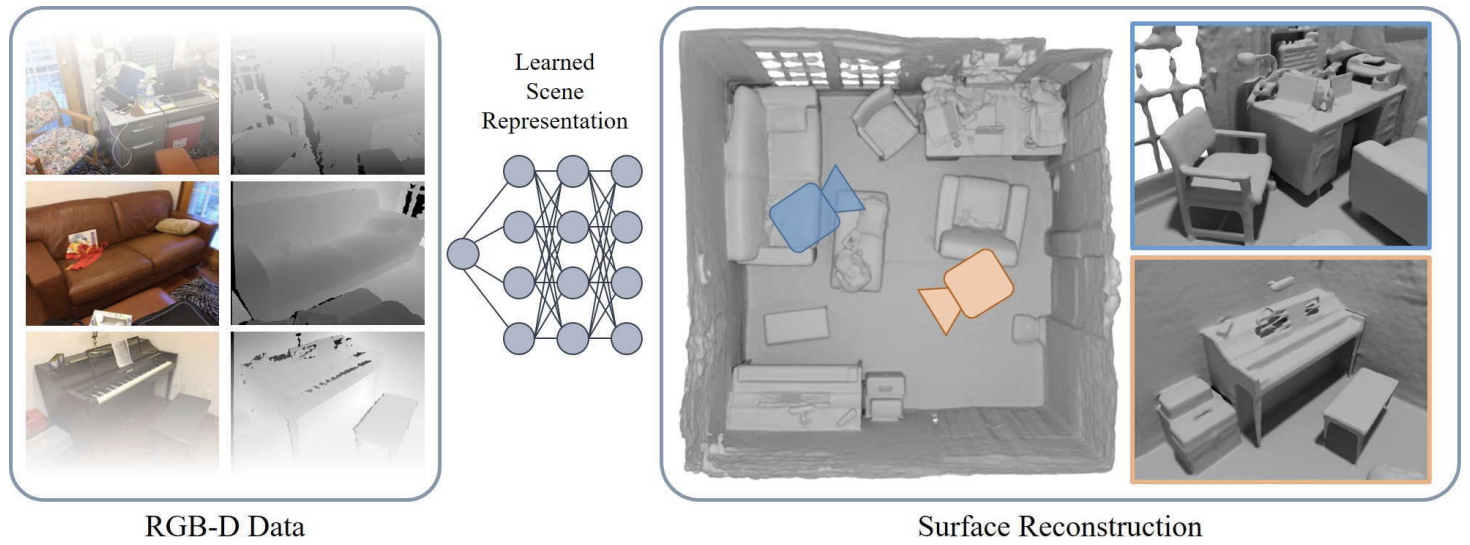 Learned
Scene
Representation
RGB-D Data
Surface Reconstruction